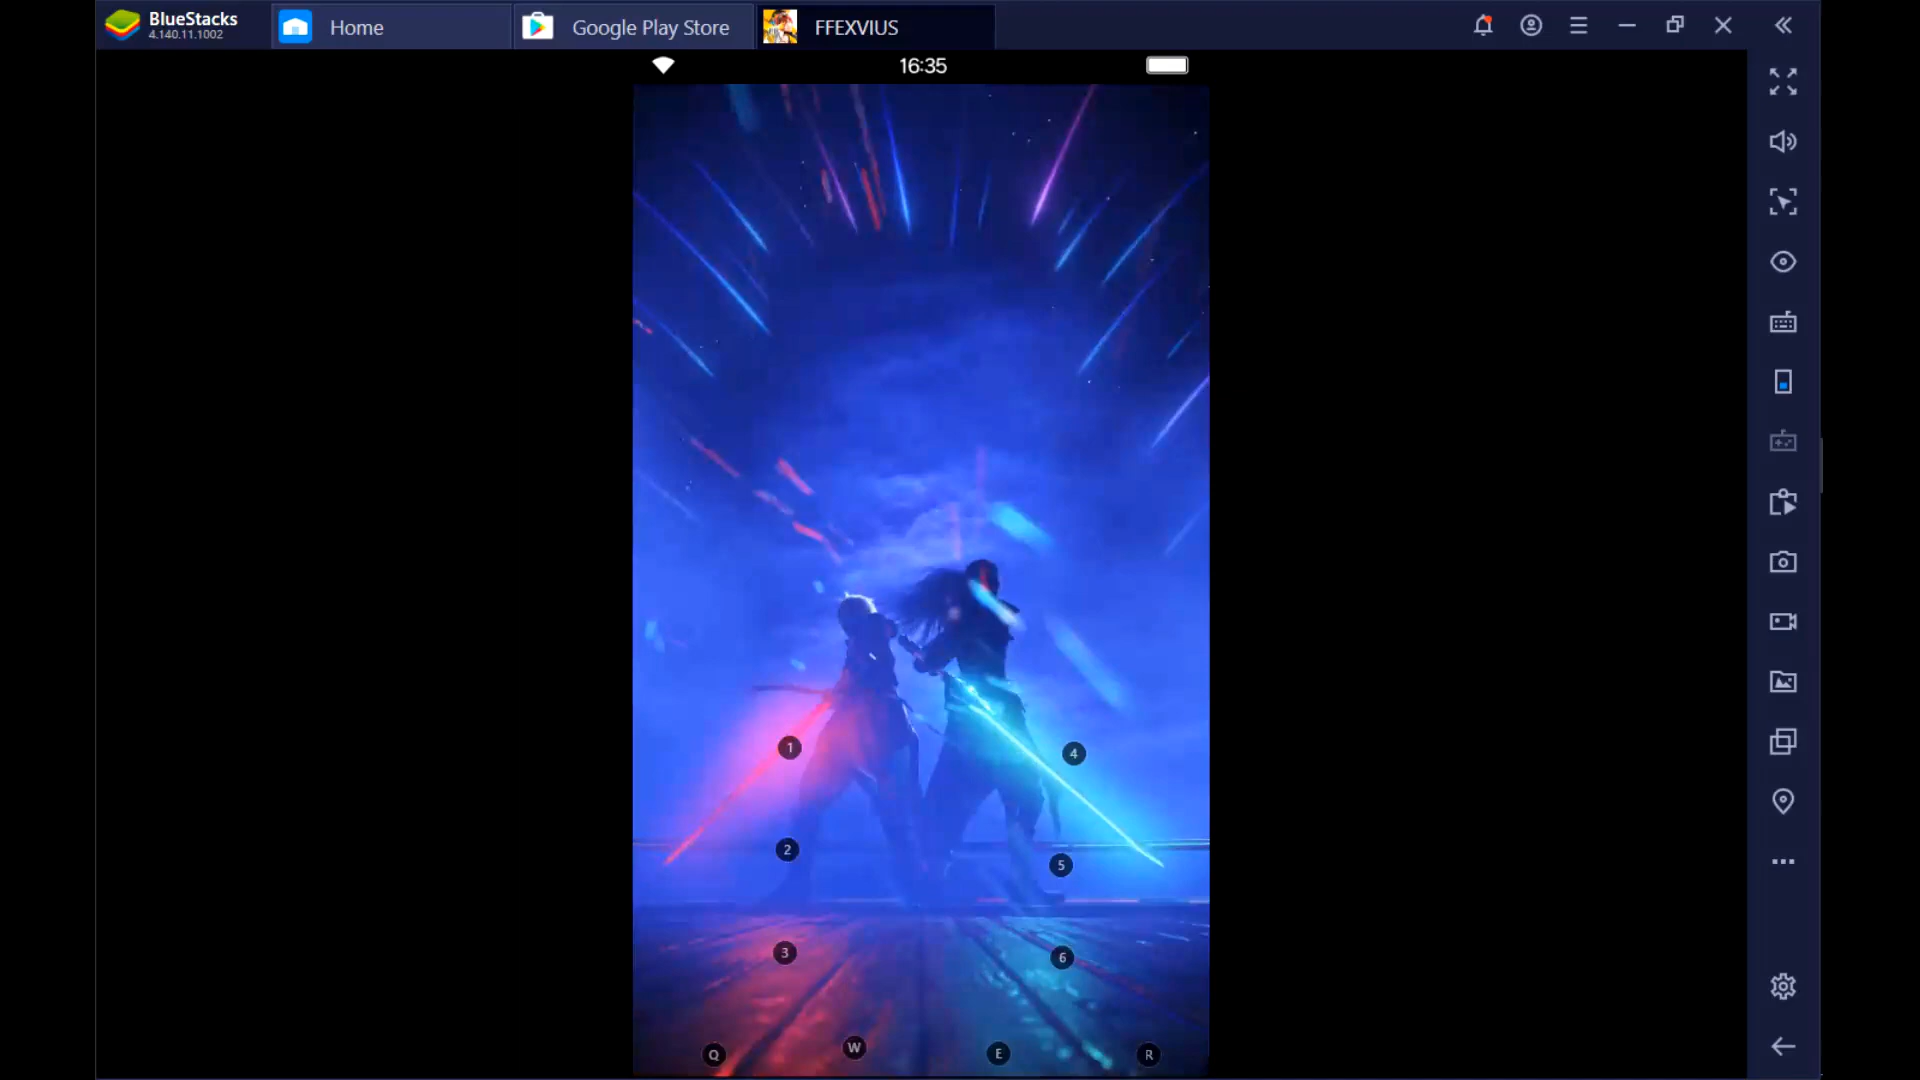 BlueStacks
4.140.11.1002
Home
Google Play Store
FFEXVIUS
16:35
1
4
2
5
3
6
Q
W
E
R